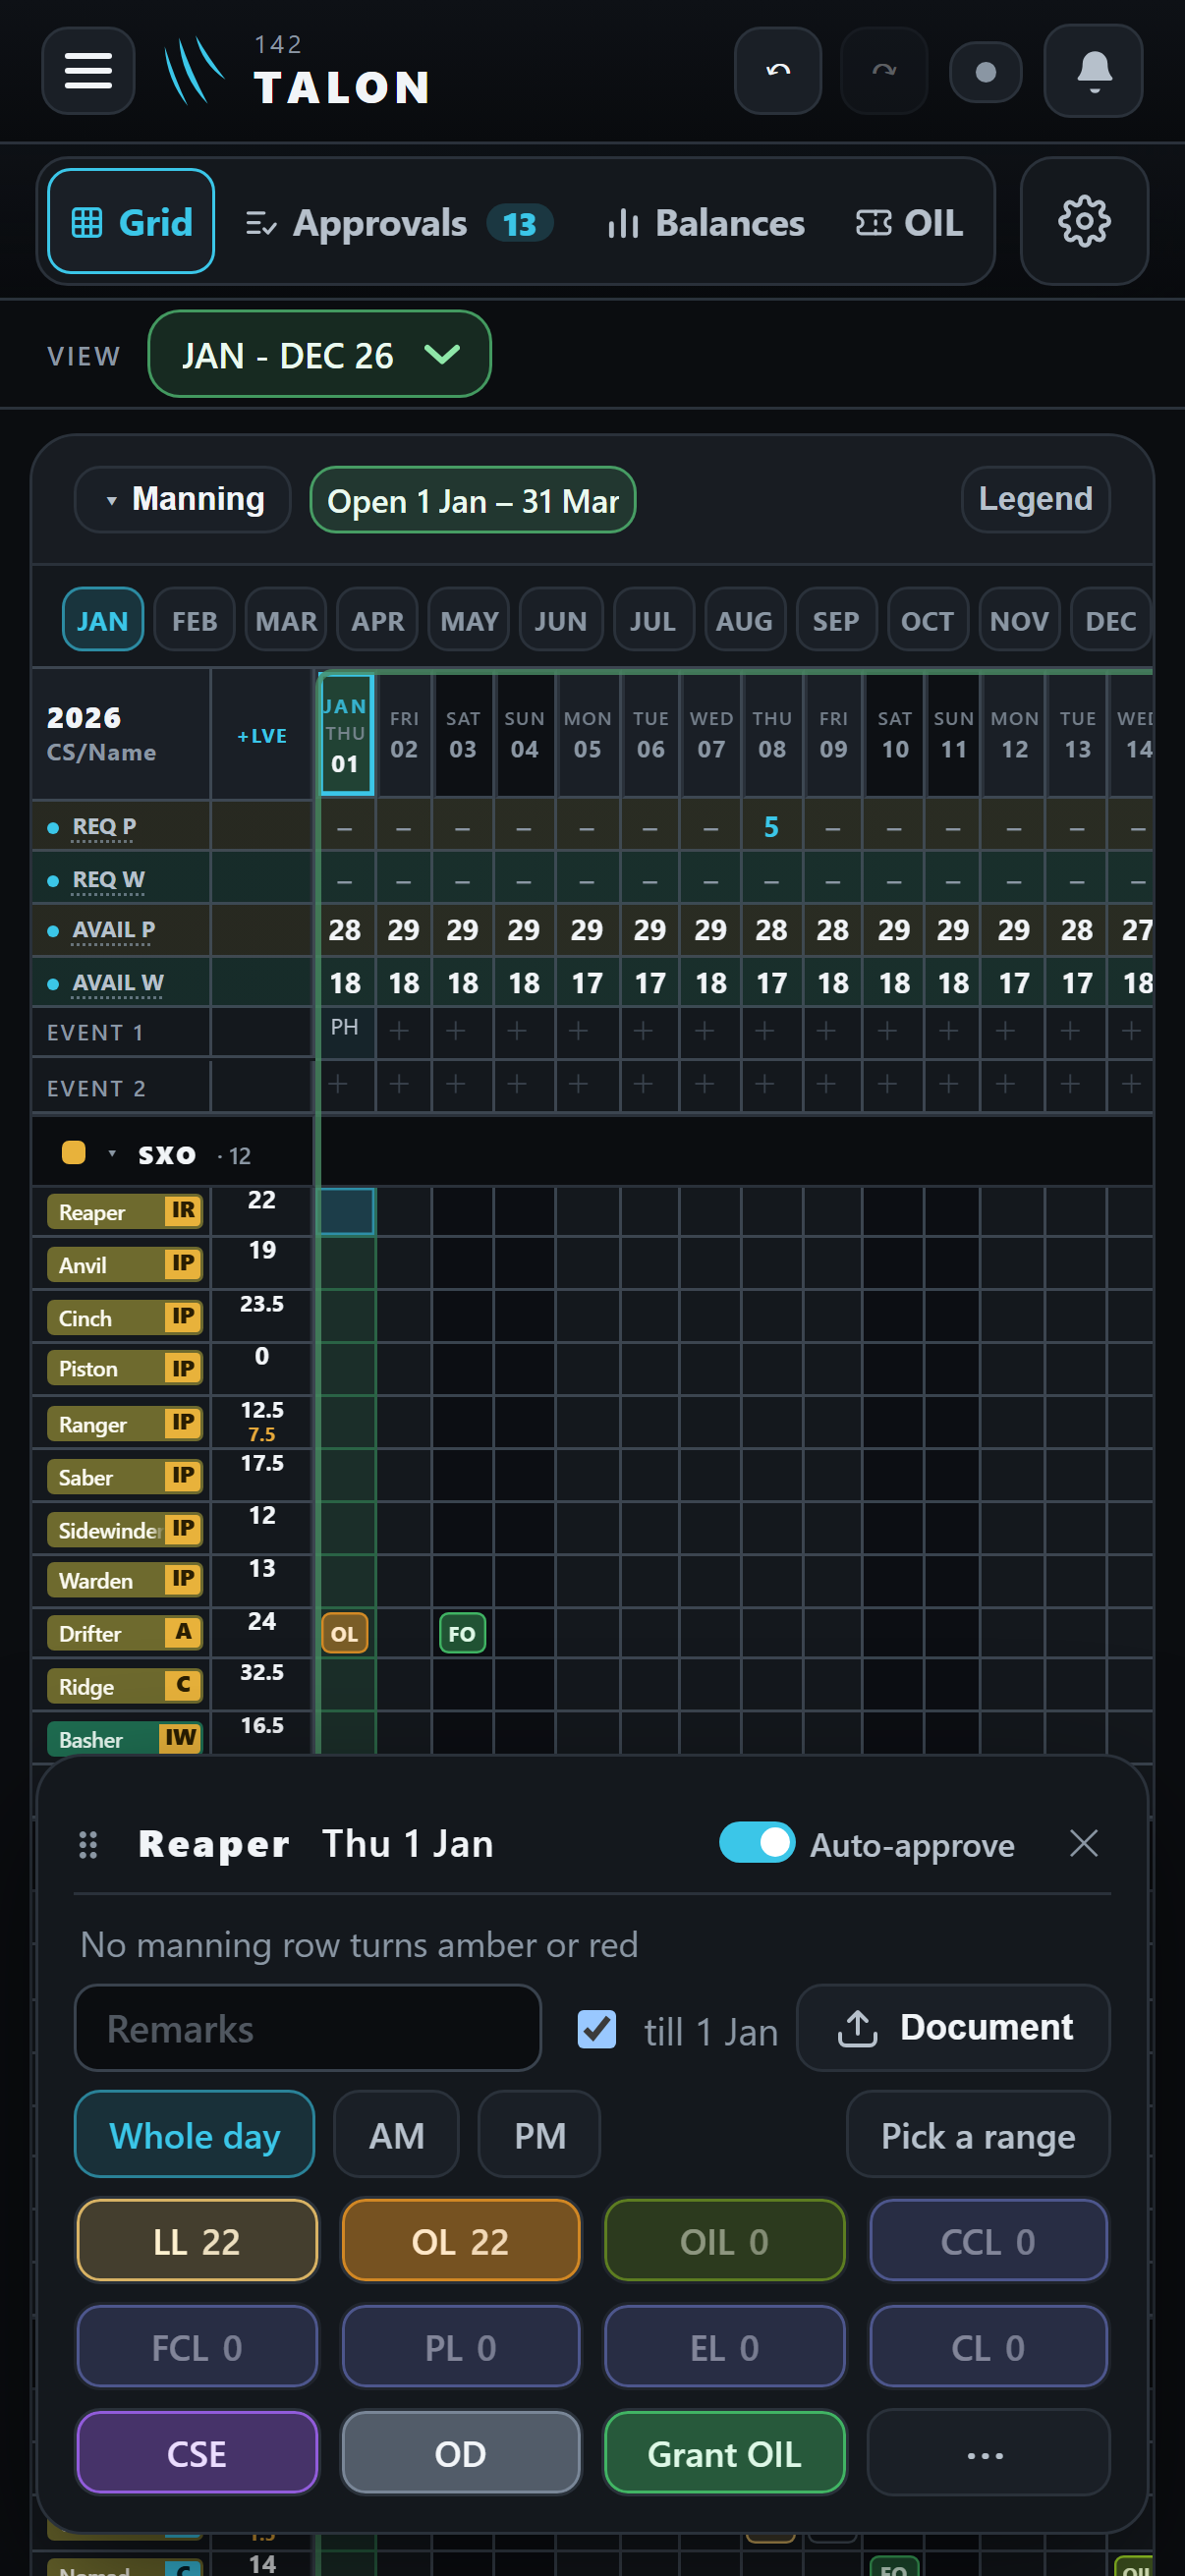 142
TALON
Grid Approvals 13 Balances OIL
VIEW JAN - DEC 26
▾ Manning Open 1 Jan – 31 Mar Legend
JAN FEB MAR APR MAY JUN JUL AUG SEP OCT NOV DEC
2026 CS/Name +LVE
JAN THU 01
FRI 02
SAT 03
SUN 04
MON 05
TUE 06
WED 07
THU 08
FRI 09
SAT 10
SUN 11
MON 12
TUE 13
WED 14
REQ P – – – – – – – 5 – – – – – –
REQ W – – – – – – – – – – – – – –
AVAIL P 28 29 29 29 29 29 29 28 28 29 29 29 28 27
AVAIL W 18 18 18 18 17 17 18 17 18 18 18 17 17 18
EVENT 1 PH + + + + + + + + + + + + +
EVENT 2 + + + + + + + + + + + + + +
▾ SXO · 12
Reaper IR 22
Anvil IP 19
Cinch IP 23.5
Piston IP 0
Ranger IP 12.5
7.5
Saber IP 17.5
Sidewinder IP 12
Warden IP 13
Drifter A 24 OL FO
Ridge C 32.5
Basher IW 16.5
Reaper Thu 1 Jan Auto-approve
No manning row turns amber or red
Remarks till 1 Jan Document
Whole day AM PM Pick a range
LL 22 OL 22 OIL 0 CCL 0
FCL 0 PL 0 EL 0 CL 0
CSE OD Grant OIL ...
Nomad C 14 FO OIL